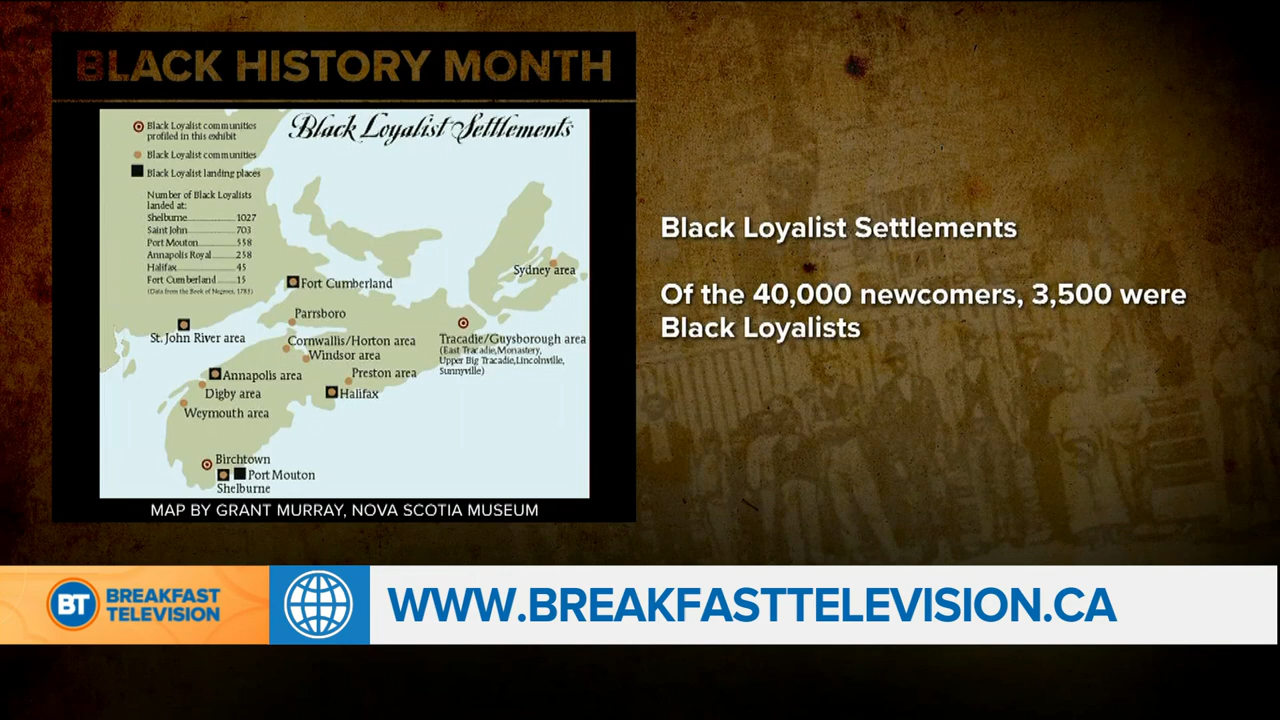 BLACK HISTORY MONTH
Black Loyalist Settlements
Black Loyalist communities
profiled in this exhibit
Black Loyalist communities
Black Loyalist landing places
Number of Black Loyalists
landed at:
Shelburne 1027
Saint John 703
Port Mouton 558
Annapolis Royal 258
Halifax 45
Fort Cumberland 15
(Data from the Book of Negroes, 1783)
Sydney area
Fort Cumberland
Parrsboro
St. John River area
Cornwallis/Horton area
Windsor area
Tracadie/Guysborough area
(East Tracadie, Monastery,
Upper Big Tracadie, Lincolnville,
Sunnyville)
Annapolis area
Preston area
Digby area
Halifax
Weymouth area
Birchtown
Port Mouton
Shelburne
MAP BY GRANT MURRAY, NOVA SCOTIA MUSEUM
Black Loyalist Settlements
Of the 40,000 newcomers, 3,500 were
Black Loyalists
BT
BREAKFAST
TELEVISION
WWW.BREAKFASTTELEVISION.CA